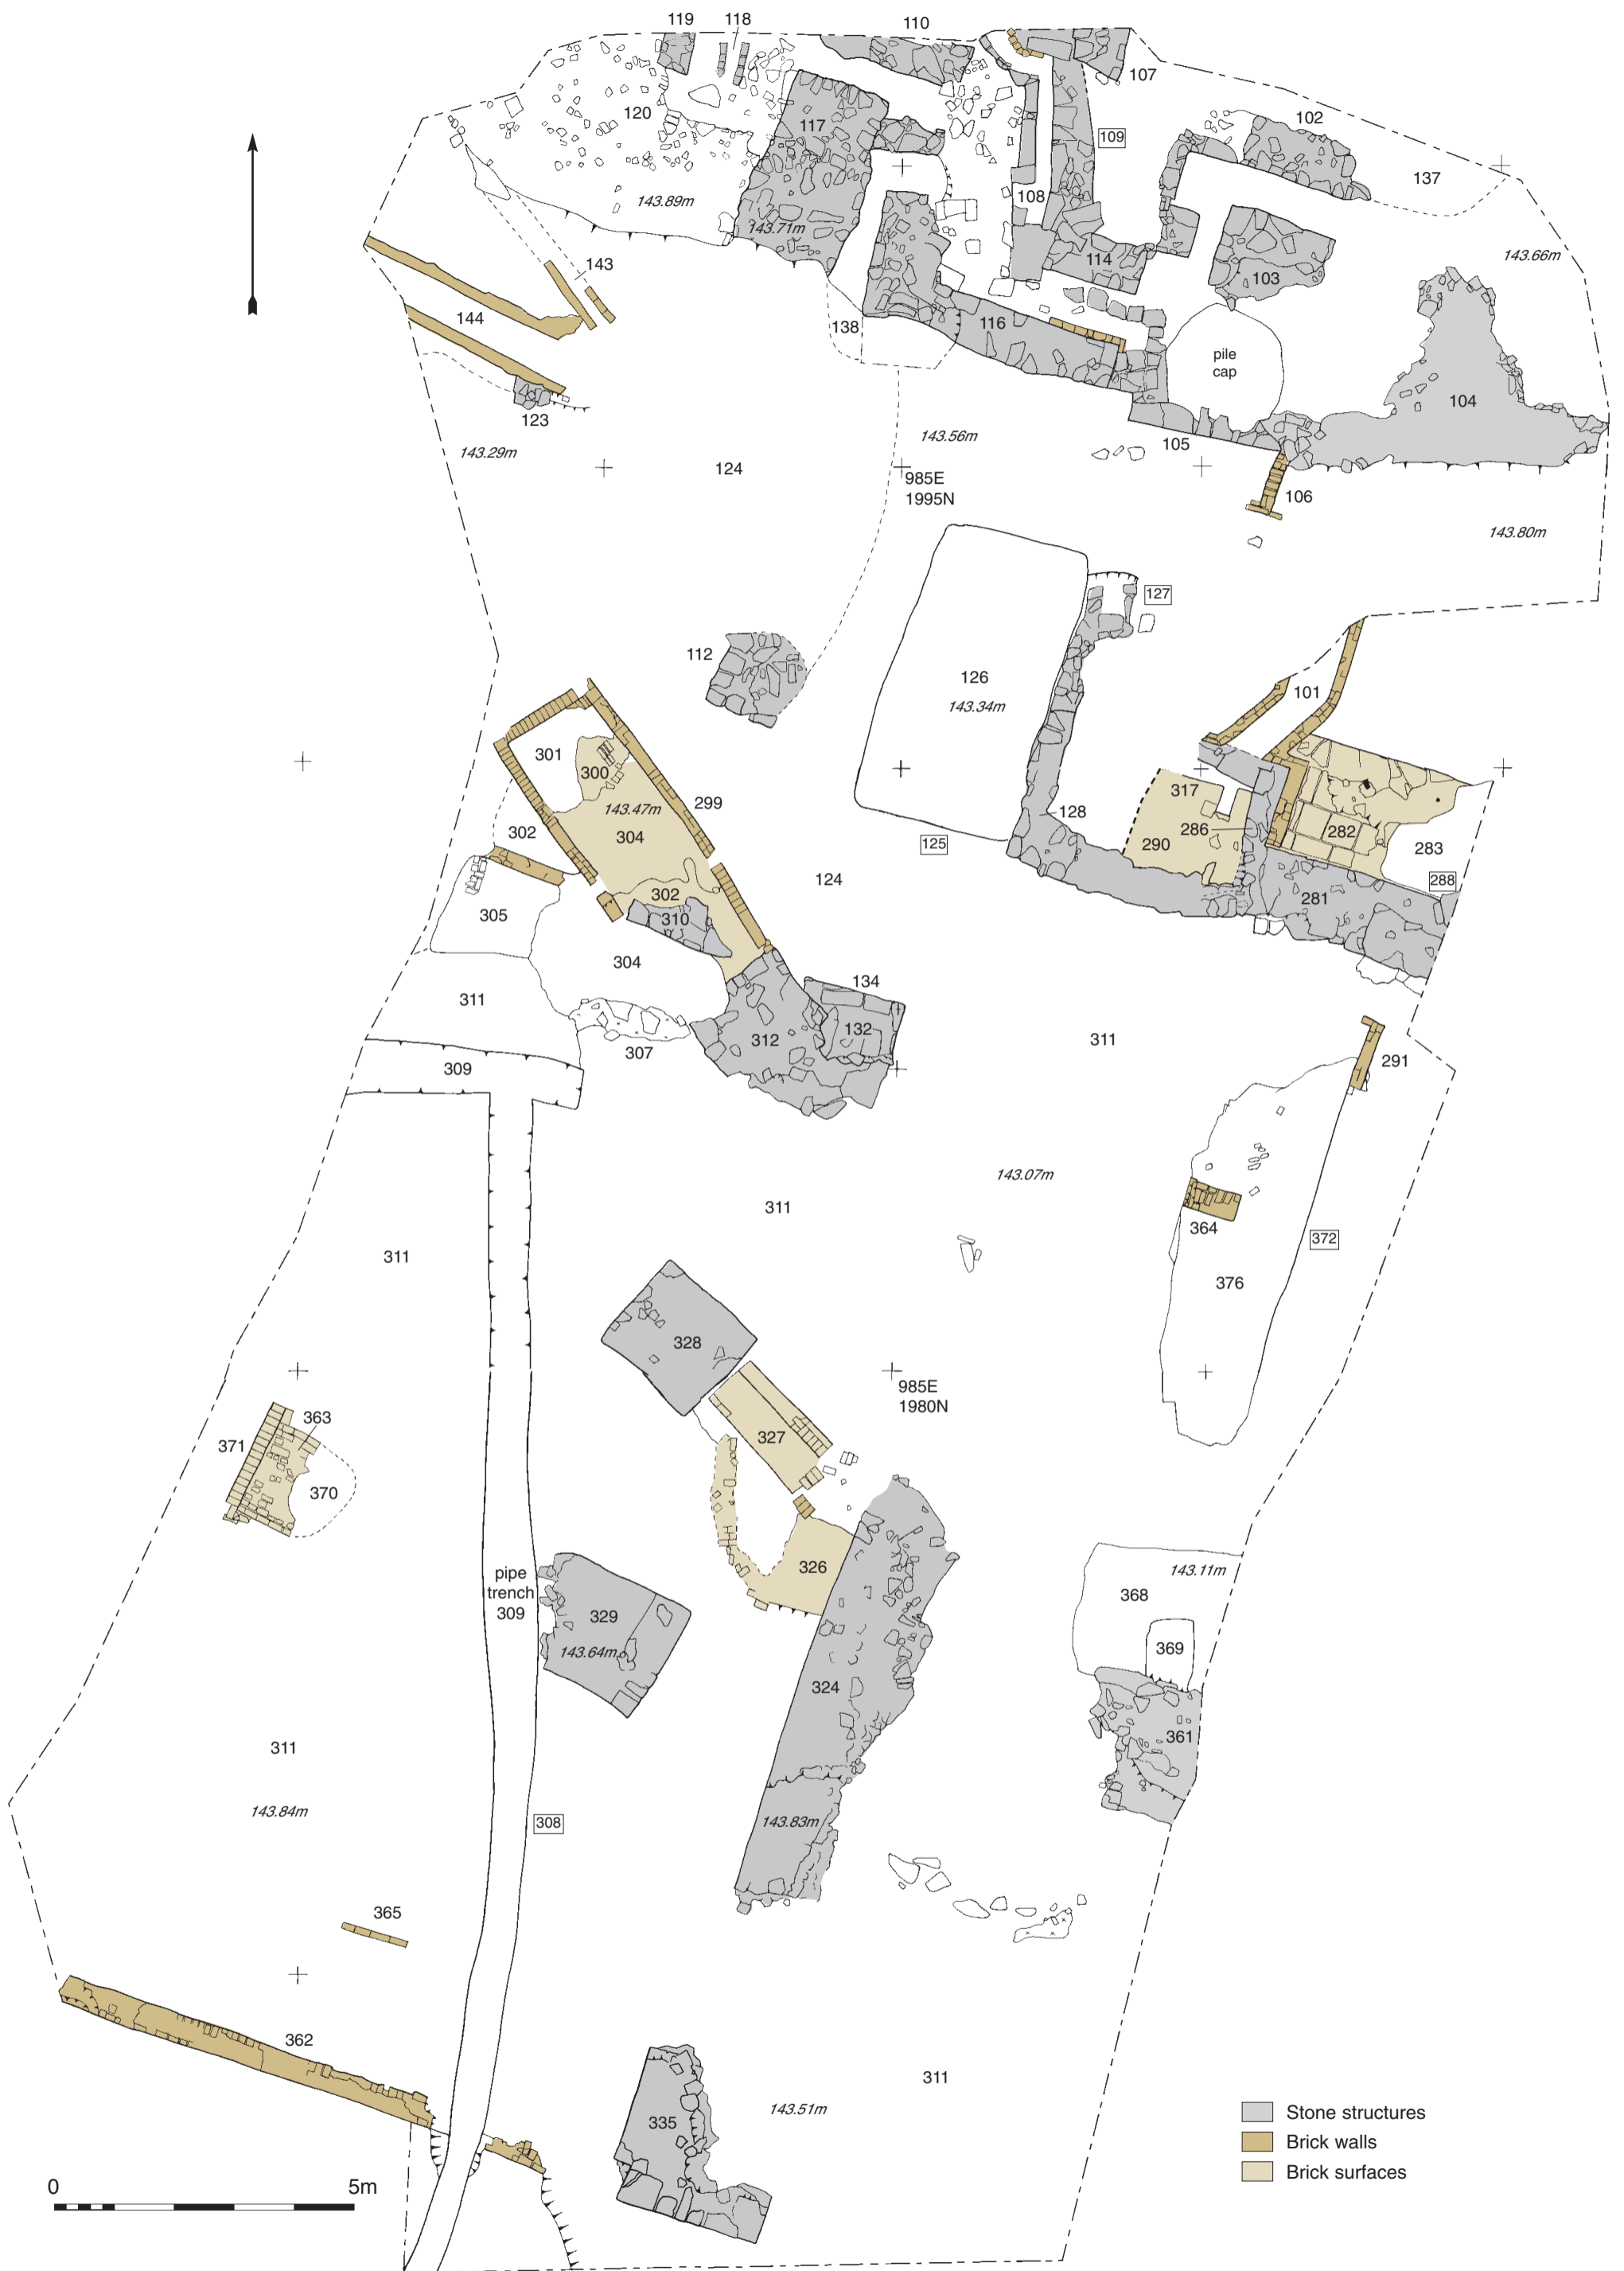 119
118
110
107
120
117
109
102
137
143.89m
143.71m
108
114
143.66m
143
103
144
138
116
pile
cap
104
123
105
143.29m
143.56m
124
985E
1995N
106
143.80m
127
112
126
143.34m
101
301
300
143.47m
299
317
302
304
128
286
282
290
283
125
124
288
302
281
305
310
304
134
311
132
312
311
307
309
291
143.07m
311
364
311
372
376
328
985E
1980N
363
371
327
370
326
143.11m
pipe
trench
309
368
329
369
143.64m
324
361
311
143.84m
143.83m
308
365
362
311
143.51m
335
Stone structures
Brick walls
Brick surfaces
0
5m